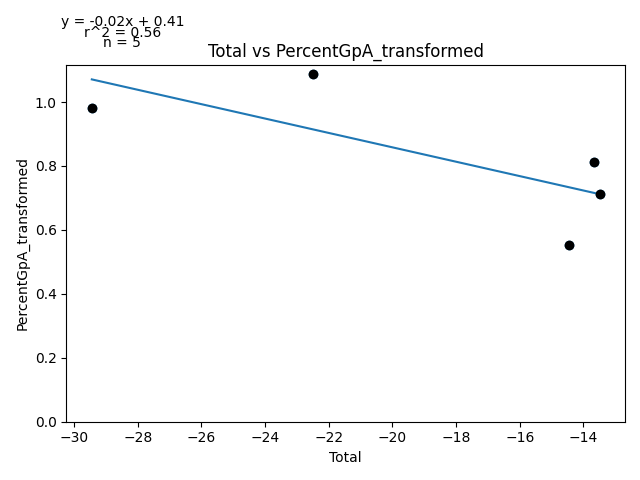 y = -0.02x + 0.41
r^2 = 0.56
n = 5
Total vs PercentGpA_transformed
PercentGpA_transformed
1.0
0.8
0.6
0.4
0.2
0.0
−30 −28 −26 −24 −22 −20 −18 −16 −14
Total